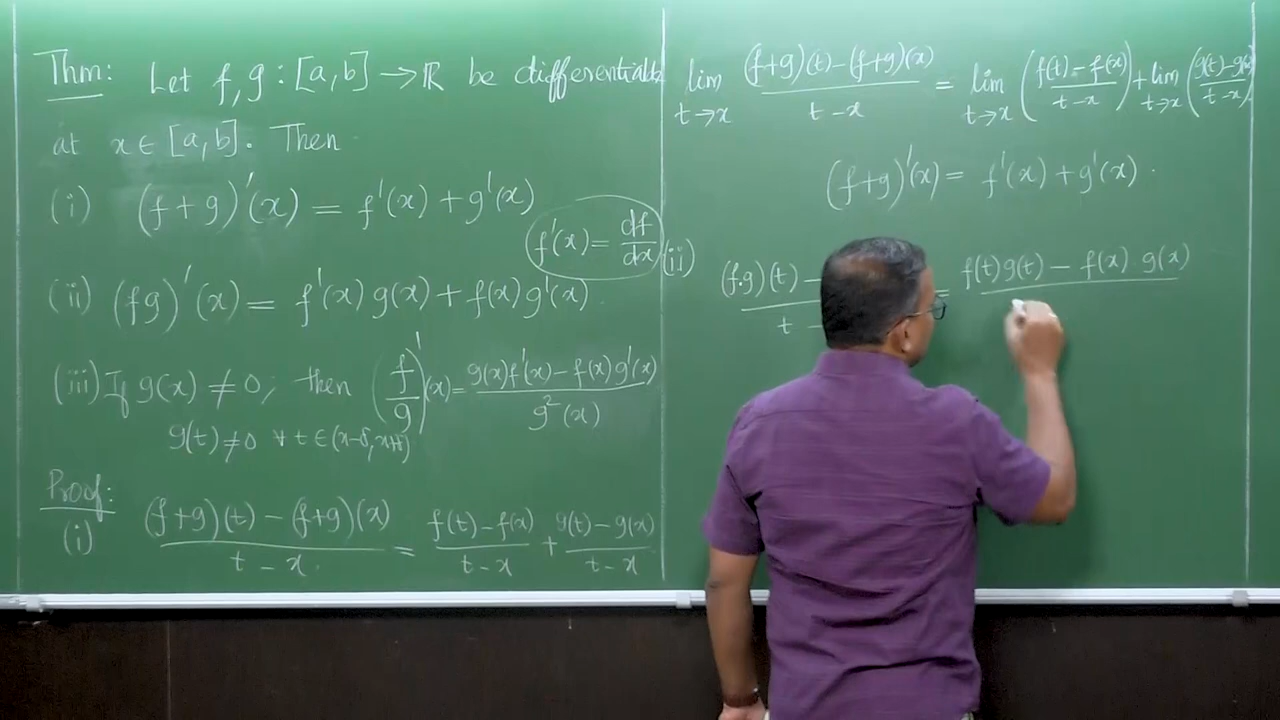 Thm: Let f,g : [a,b] → ℝ be differentiable
at x ∈ [a,b]. Then
(i) (f+g)'(x) = f'(x) + g'(x)
f'(x) = df/dx
(ii) (fg)'(x) = f'(x) g(x) + f(x) g'(x).
(iii) If g(x) ≠ 0, then (f/g)'(x) = (g(x)f'(x) – f(x)g'(x))/g²(x)
g(t) ≠ 0 ∀ t ∈ (x-δ, x+δ)
Proof:
(i) ((f+g)(t) – (f+g)(x))/(t – x) = (f(t) – f(x))/(t – x) + (g(t) – g(x))/(t – x)
lim t→x ((f+g)(t) – (f+g)(x))/(t – x) = lim t→x ((f(t) – f(x))/(t – x)) + lim t→x ((g(t) – g(x))/(t – x))
(f+g)'(x) = f'(x) + g'(x).
(ii) (f.g)(t) – = f(t)g(t) – f(x) g(x)
t –